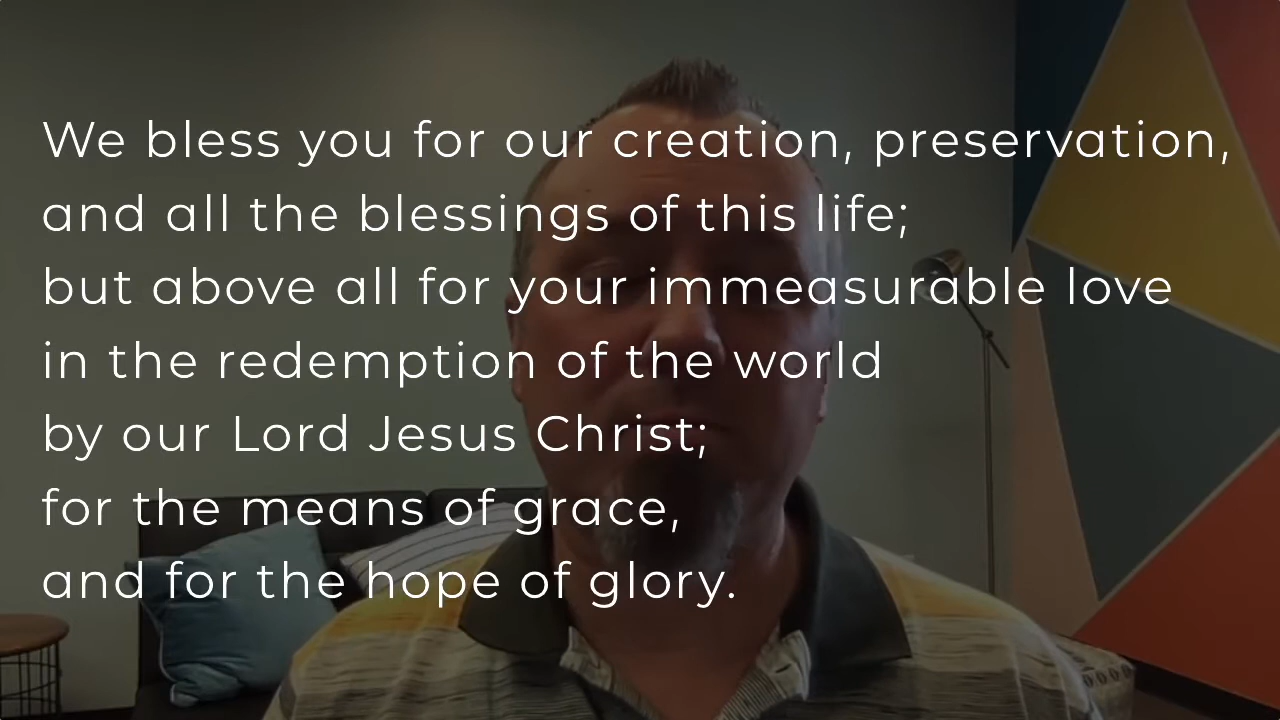 We bless you for our creation, preservation,
and all the blessings of this life;
but above all for your immeasurable love
in the redemption of the world
by our Lord Jesus Christ;
for the means of grace,
and for the hope of glory.